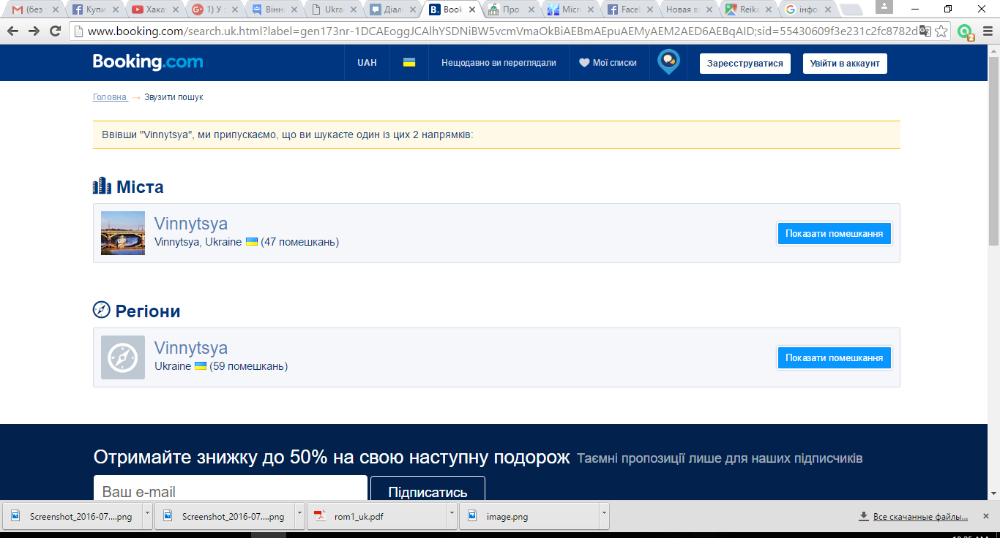 (без
Купи
Хака
1) У
Вінн
Ukra
Діало
Book
Про
Micro
Facel
Новая в
Reika
інфо
www.booking.com/search.uk.html?label=gen173nr-1DCAEoggJCAlhYSDNiBW5vcmVmaOkBiAEBmAEpuAEMyAEM2AED6AEBqAID;sid=55430609f3e231c2fc8782d
2
Booking.com
UAH
Нещодавно ви переглядали
Мої списки
Зареєструватися
Увійти в аккаунт
Головна → Звузити пошук
Ввівши "Vinnytsya", ми припускаємо, що ви шукаєте один із цих 2 напрямків:
Міста
Vinnytsya
Vinnytsya, Ukraine (47 помешкань)
Показати помешкання
Регіони
Vinnytsya
Ukraine (59 помешкань)
Показати помешкання
Отримайте знижку до 50% на свою наступну подорож Таємні пропозиції лише для наших підписчиків
Ваш e-mail
Підписатись
Screenshot_2016-07....png
Screenshot_2016-07....png
rom1_uk.pdf
image.png
Все скачанные файлы...